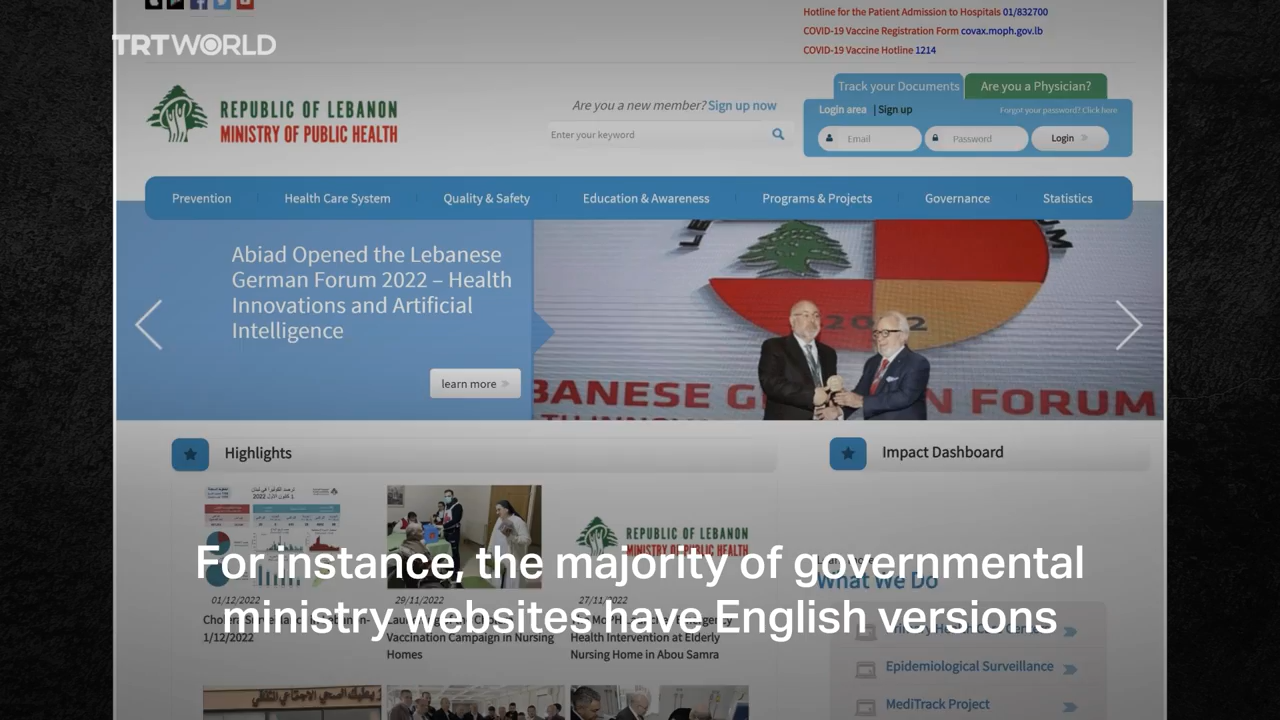 Hotline for the Patient Admission to Hospitals 01/832700
TRT WORLD
COVID-19 Vaccine Registration Form covax.moph.gov.lb
COVID-19 Vaccine Hotline 1214
Track your Documents
Are you a Physician?
REPUBLIC OF LEBANON
MINISTRY OF PUBLIC HEALTH
Are you a new member? Sign up now
Enter your keyword
Login area | Sign up
Forgot your password? Click here
Email
Password
Login
Prevention
Health Care System
Quality & Safety
Education & Awareness
Programs & Projects
Governance
Statistics
Abiad Opened the Lebanese
German Forum 2022 – Health
Innovations and Artificial
Intelligence
learn more
2022
BANESE GERMAN FORUM
Highlights
Impact Dashboard
REPUBLIC OF LEBANON
MINISTRY OF PUBLIC HEALTH
For instance, the majority of governmental
ministry websites have English versions
What We Do
01/12/2022
29/11/2022
27/11/2022
1/12/2022
Vaccination Campaign in Nursing
Homes
Health Intervention at Elderly
Nursing Home in Abou Samra
Epidemiological Surveillance
MediTrack Project